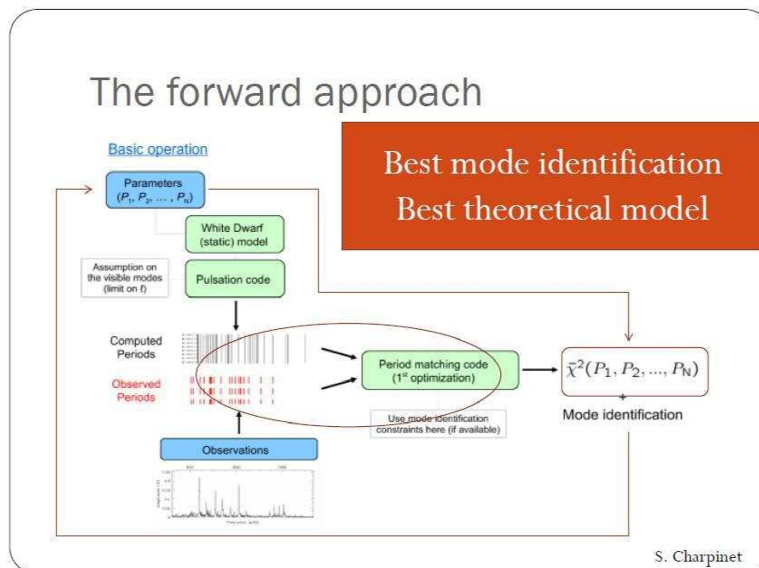 The forward approach
Best mode identification
Best theoretical model
Basic operation
Parameters
(P1, P2, ... , PN)
White Dwarf
(static) model
Assumption on
the visible modes
(limit on ℓ)
Pulsation code
Computed
Periods
Observed
Periods
Period matching code
(1st optimization)
χ̄²(P1, P2, ..., PN)
+
Mode identification
Use mode identification
constraints here (if available)
Observations
S. Charpinet